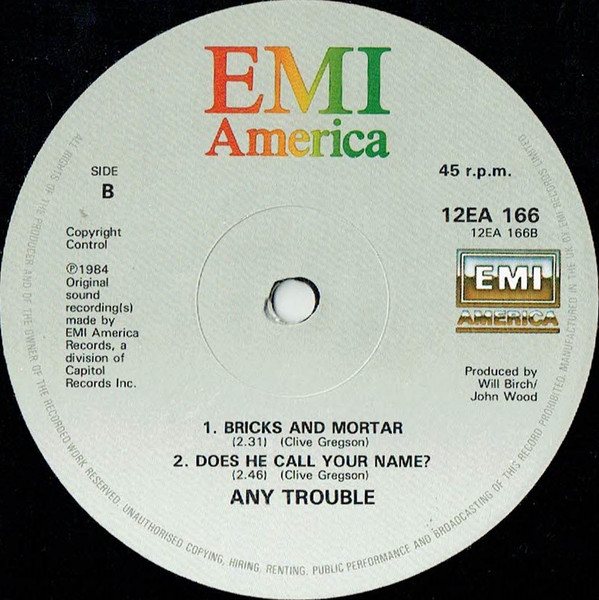 EMI
America
SIDE
B
45 r.p.m.
12EA 166
12EA 166B
Copyright
Control
℗1984
Original
sound
recording(s)
made by
EMI America
Records, a
division of
Capitol
Records Inc.
EMI
AMERICA
Produced by
Will Birch/
John Wood
1. BRICKS AND MORTAR
(2.31) (Clive Gregson)
2. DOES HE CALL YOUR NAME?
(2.46) (Clive Gregson)
ANY TROUBLE
ALL RIGHTS OF THE PRODUCER AND OF THE OWNER OF THE RECORDED WORK RESERVED. UNAUTHORISED COPYING, HIRING, RENTING, PUBLIC PERFORMANCE AND BROADCASTING OF THIS RECORD PROHIBITED. MANUFACTURED IN THE UK BY EMI RECORDS LIMITED